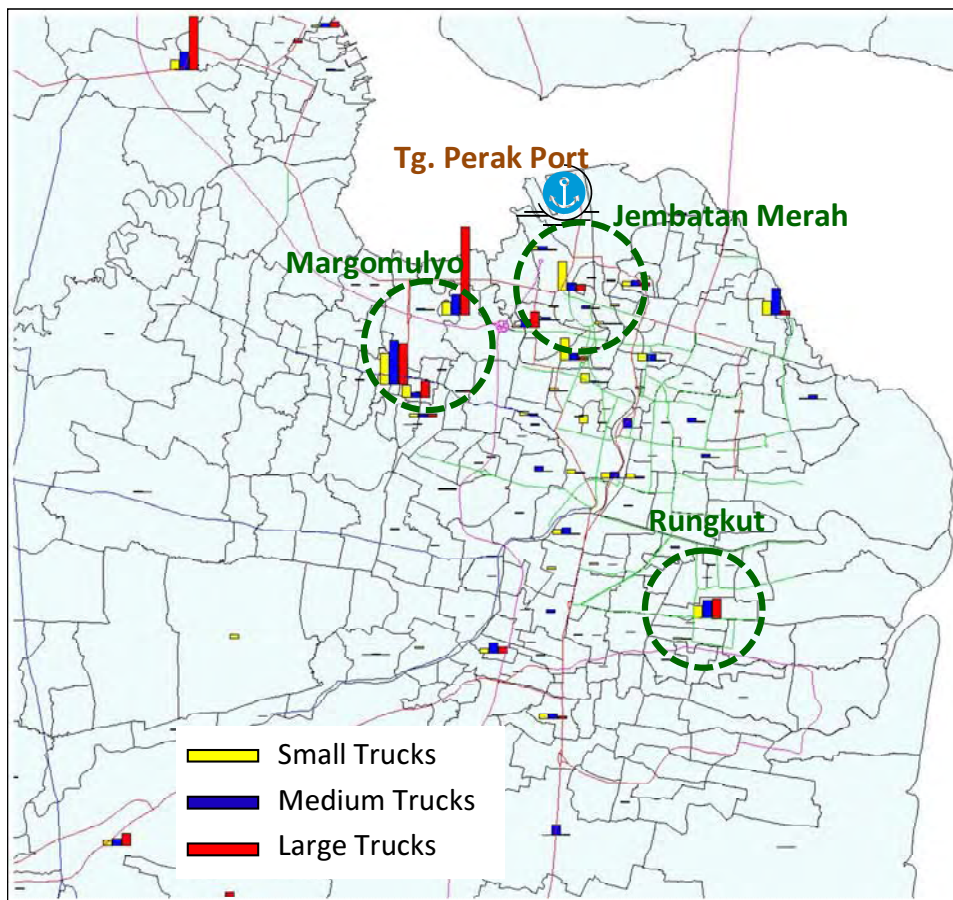 Tg. Perak Port
Jembatan Merah
Margomulyo
Rungkut
Small Trucks
Medium Trucks
Large Trucks